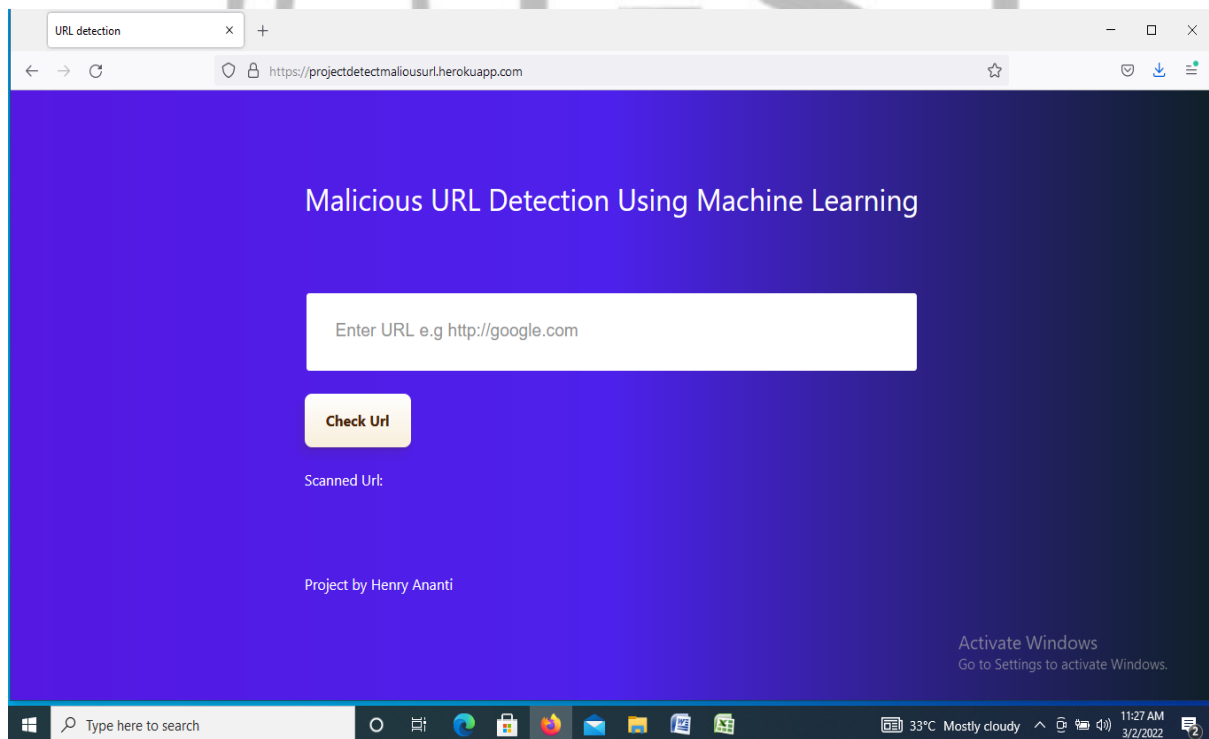 URL detection
https://projectdetectmaliousurl.herokuapp.com
Malicious URL Detection Using Machine Learning
Enter URL e.g http://google.com
Check Url
Scanned Url:
Project by Henry Ananti
Activate Windows
Go to Settings to activate Windows.
Type here to search
33°C Mostly cloudy
11:27 AM
3/2/2022
2